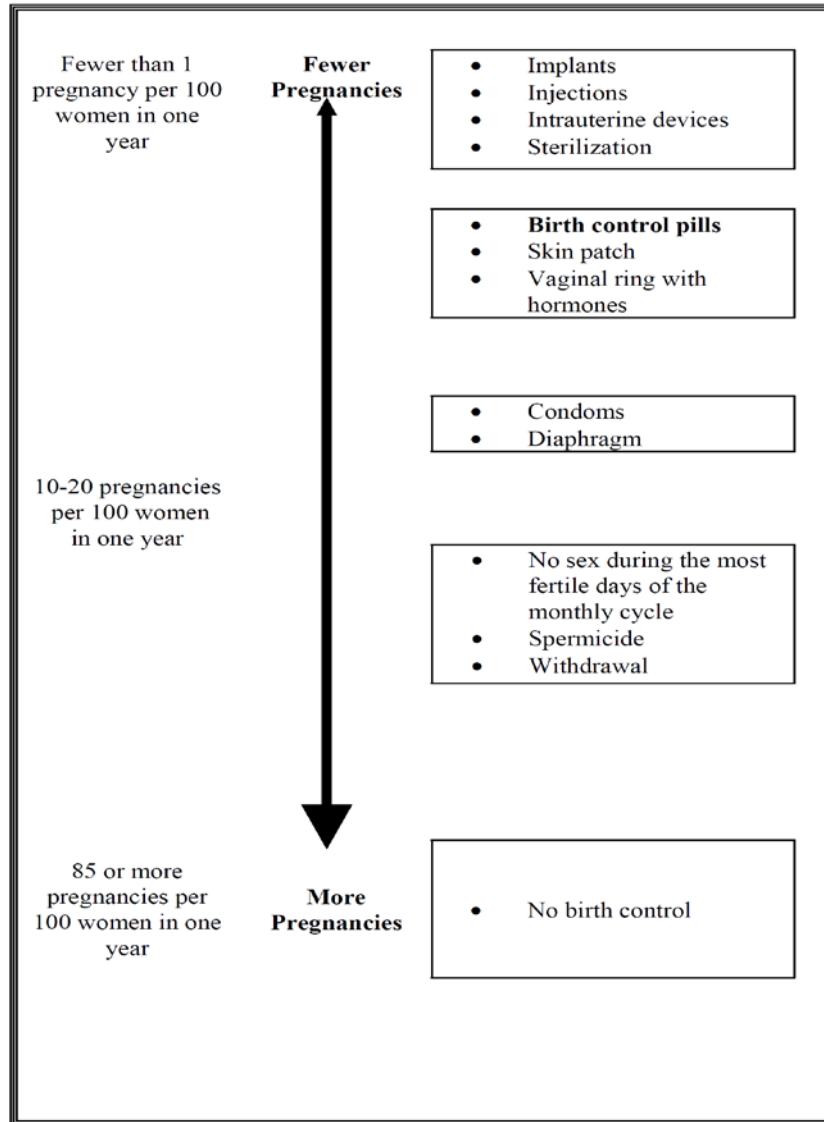 Fewer than 1
pregnancy per 100
women in one
year
Fewer
Pregnancies
• Implants
• Injections
• Intrauterine devices
• Sterilization
• Birth control pills
• Skin patch
• Vaginal ring with
hormones
• Condoms
• Diaphragm
10-20 pregnancies
per 100 women
in one year
• No sex during the most
fertile days of the
monthly cycle
• Spermicide
• Withdrawal
85 or more
pregnancies per
100 women in one
year
More
Pregnancies
• No birth control